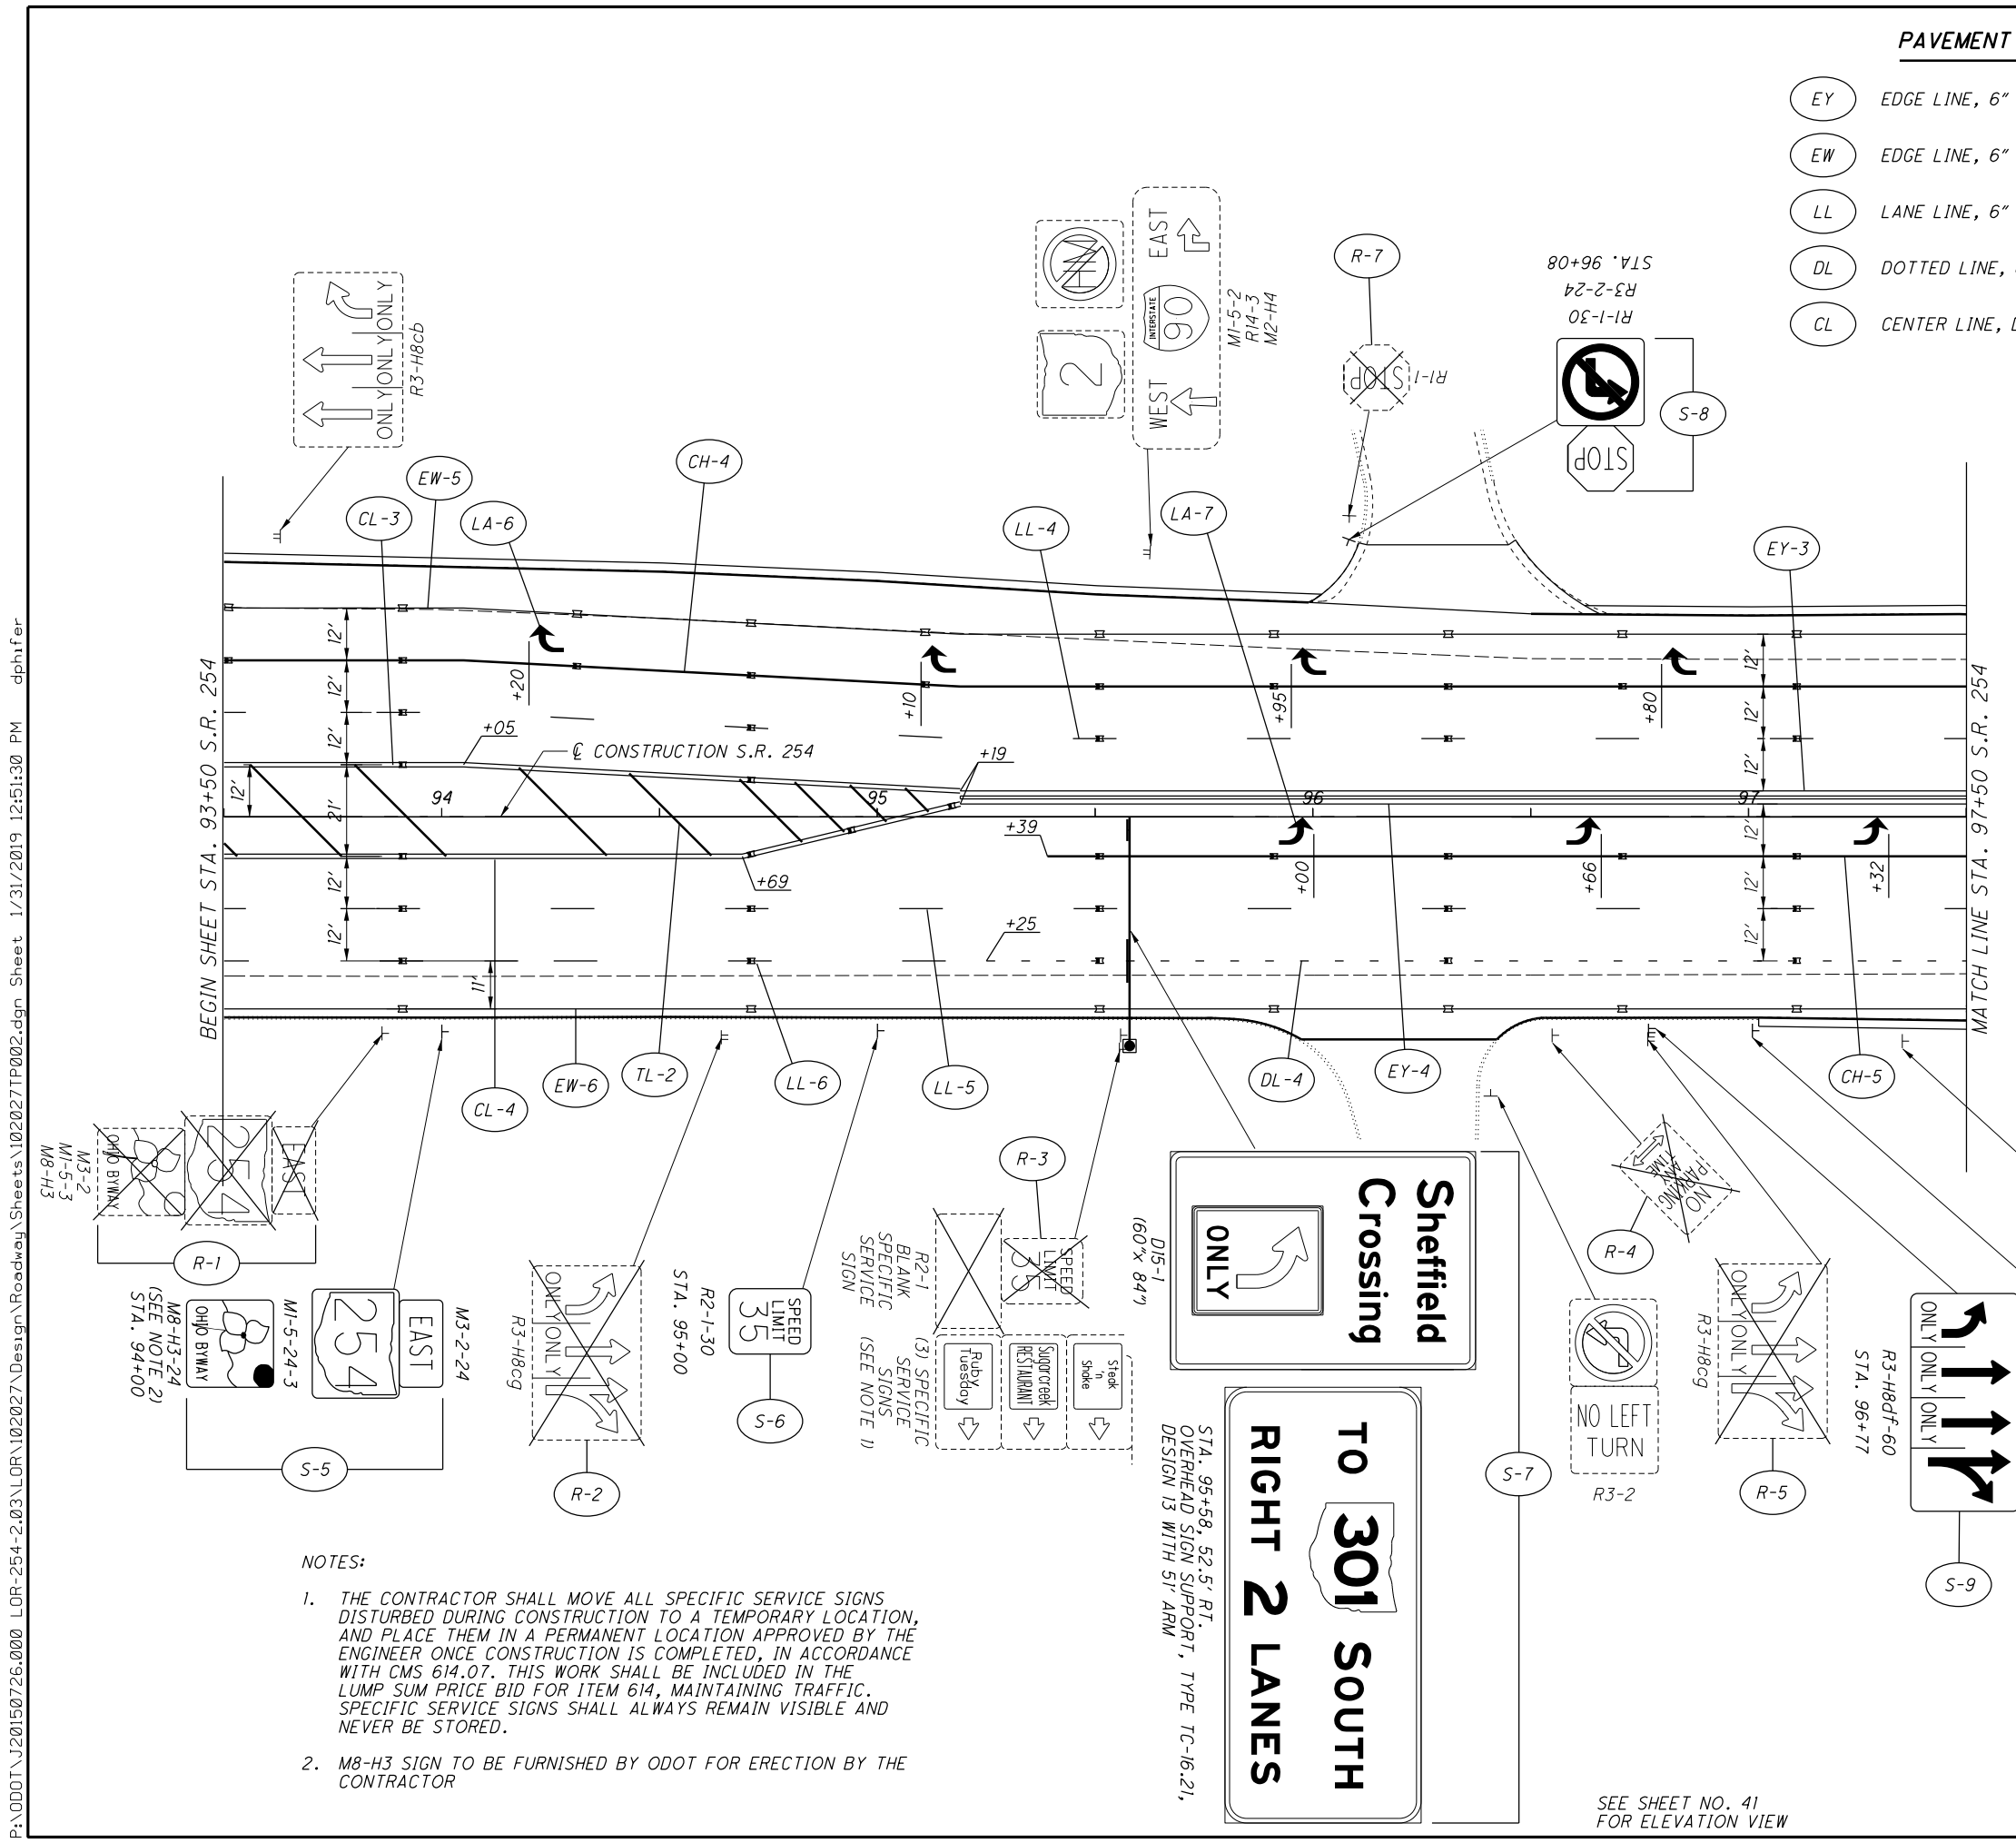 PAVEMENT
EY EDGE LINE, 6"
EW EDGE LINE, 6"
LL LANE LINE, 6"
DL DOTTED LINE,
CL CENTER LINE,
ONLY ONLY ONLY
R3-H8cb
2
WEST INTERSTATE 90 EAST
M1-5-2
R14-3
M2-H4
R-7
STOP
R1-1
STA. 96+08
R3-2-24
R1-1-30
STOP
S-8
EW-5
CL-3
LA-6
CH-4
LL-4
LA-7
EY-3
BEGIN SHEET STA. 93+50 S.R. 254
MATCH LINE STA. 97+50 S.R. 254
12'
12'
12'
12'
21'
12'
12'
11'
+20
+10
+95
+80
+05
℄ CONSTRUCTION S.R. 254
+19
94
95
96
97
+39
+69
+25
+00
+66
+32
12'
12'
12'
12'
12'
12'
CL-4
EW-6
TL-2
LL-6
LL-5
DL-4
EY-4
CH-5
EAST
254
OHIO BYWAY
M3-2
M1-5-3
M8-H3
R-1
EAST
254
OHIO BYWAY
M3-2-24
M1-5-24-3
M8-H3-24
(SEE NOTE 2)
STA. 94+00
S-5
ONLY ONLY
R3-H8cg
R-2
SPEED
LIMIT
35
R2-1-30
STA. 95+00
S-6
R-3
SPEED
LIMIT
35
R2-1
BLANK
SPECIFIC
SERVICE
SIGN
Steak
'n
Shake
Sugarcreek
RESTAURANT
Ruby
Tuesday
(3) SPECIFIC
SERVICE
SIGNS
(SEE NOTE 1)
D15-1
(60"x 84")
Sheffield
Crossing
ONLY
TO 301 SOUTH
RIGHT 2 LANES
STA. 95+58, 52.5' RT.
OVERHEAD SIGN SUPPORT, TYPE TC-16.21,
DESIGN 13 WITH 51' ARM
S-7
NO
PARKING
ANY
TIME
R-4
NO LEFT
TURN
R3-2
ONLY ONLY
R3-H8cg
R-5
ONLY ONLY ONLY
R3-H8df-60
STA. 96+77
S-9
NOTES:
1. THE CONTRACTOR SHALL MOVE ALL SPECIFIC SERVICE SIGNS
DISTURBED DURING CONSTRUCTION TO A TEMPORARY LOCATION,
AND PLACE THEM IN A PERMANENT LOCATION APPROVED BY THE
ENGINEER ONCE CONSTRUCTION IS COMPLETED, IN ACCORDANCE
WITH CMS 614.07. THIS WORK SHALL BE INCLUDED IN THE
LUMP SUM PRICE BID FOR ITEM 614, MAINTAINING TRAFFIC.
SPECIFIC SERVICE SIGNS SHALL ALWAYS REMAIN VISIBLE AND
NEVER BE STORED.
2. M8-H3 SIGN TO BE FURNISHED BY ODOT FOR ERECTION BY THE
CONTRACTOR
SEE SHEET NO. 41
FOR ELEVATION VIEW
P:\ODOT\J20150726.000 LOR-254-2.03\LOR\102027\Design\Roadway\Sheets\102027TP002.dgn Sheet 1/31/2019 12:51:30 PM dphifer